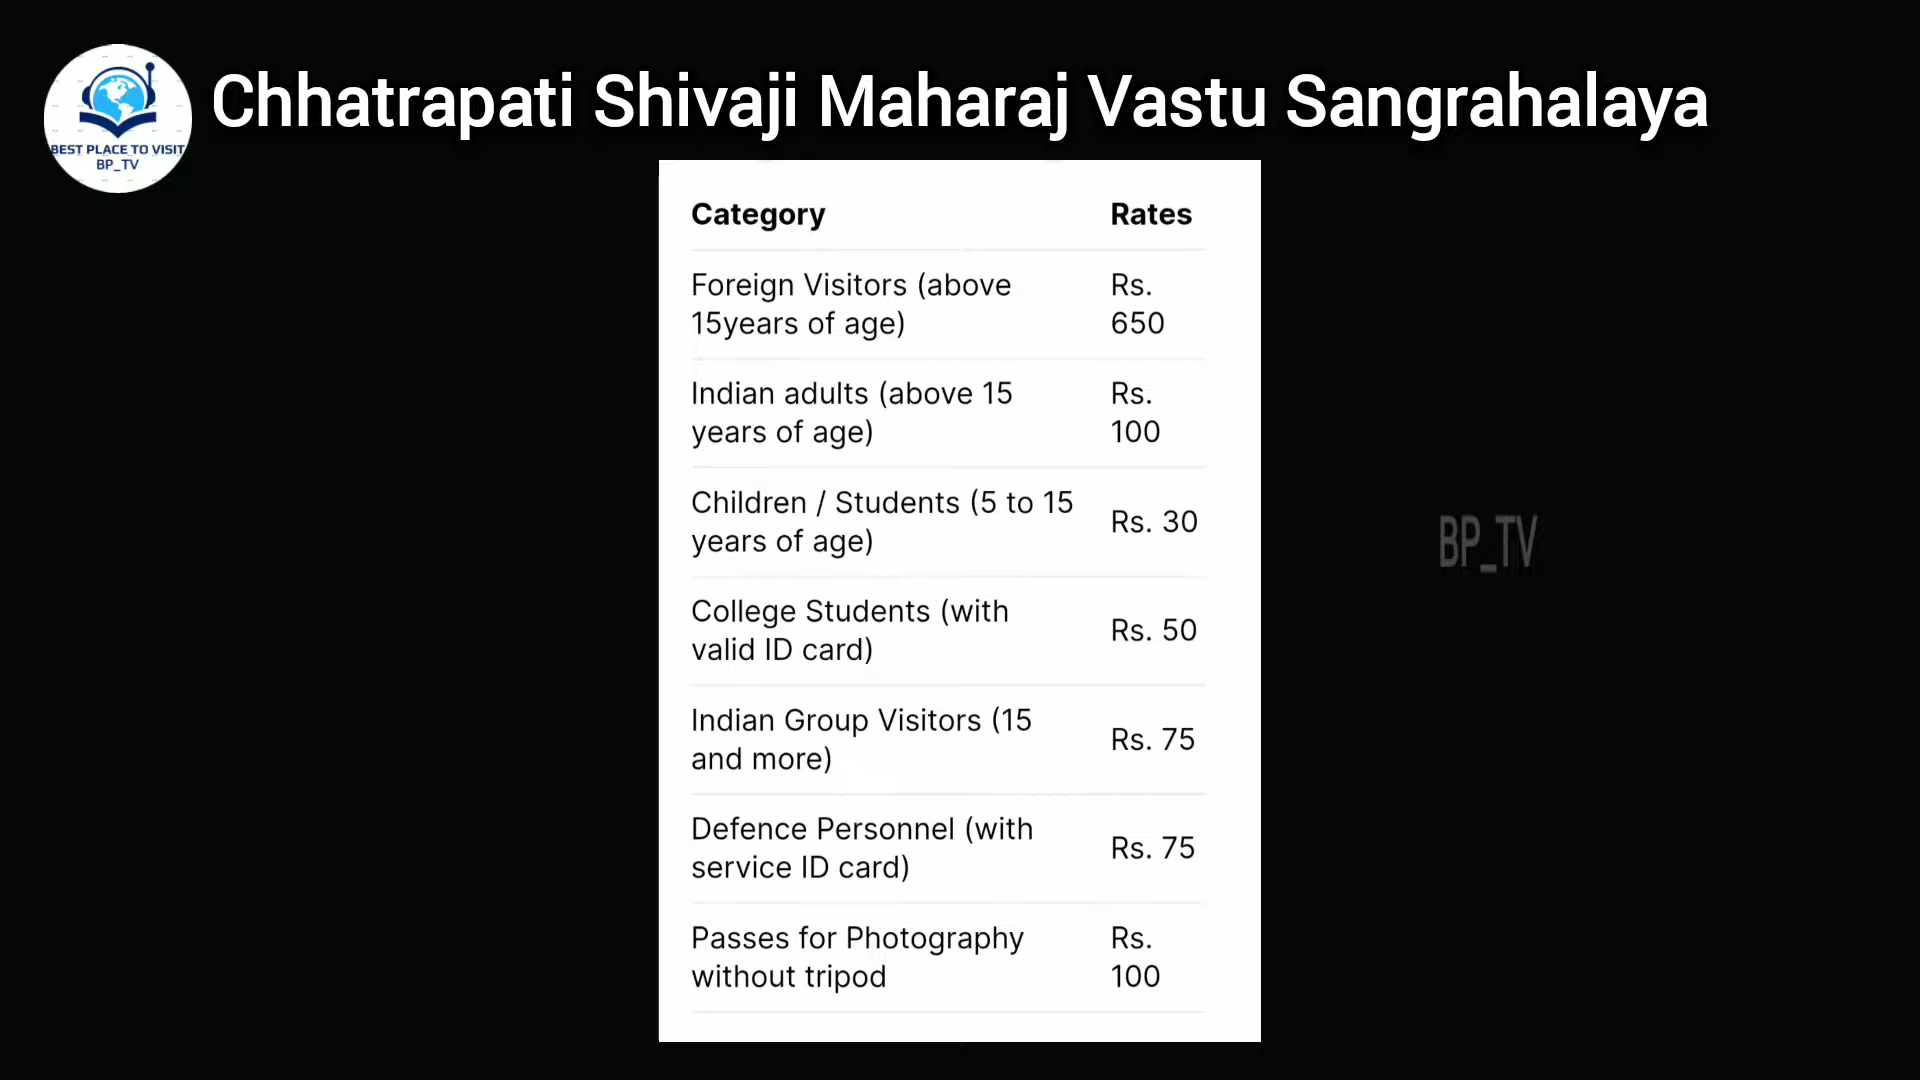 Chhatrapati Shivaji Maharaj Vastu Sangrahalaya
BEST PLACE TO VISIT
BP_TV
Category Rates
Foreign Visitors (above
15years of age)
Rs.
650
Indian adults (above 15
years of age)
Rs.
100
Children / Students (5 to 15
years of age)
Rs. 30
College Students (with
valid ID card)
Rs. 50
Indian Group Visitors (15
and more)
Rs. 75
Defence Personnel (with
service ID card)
Rs. 75
Passes for Photography
without tripod
Rs.
100
BP_TV